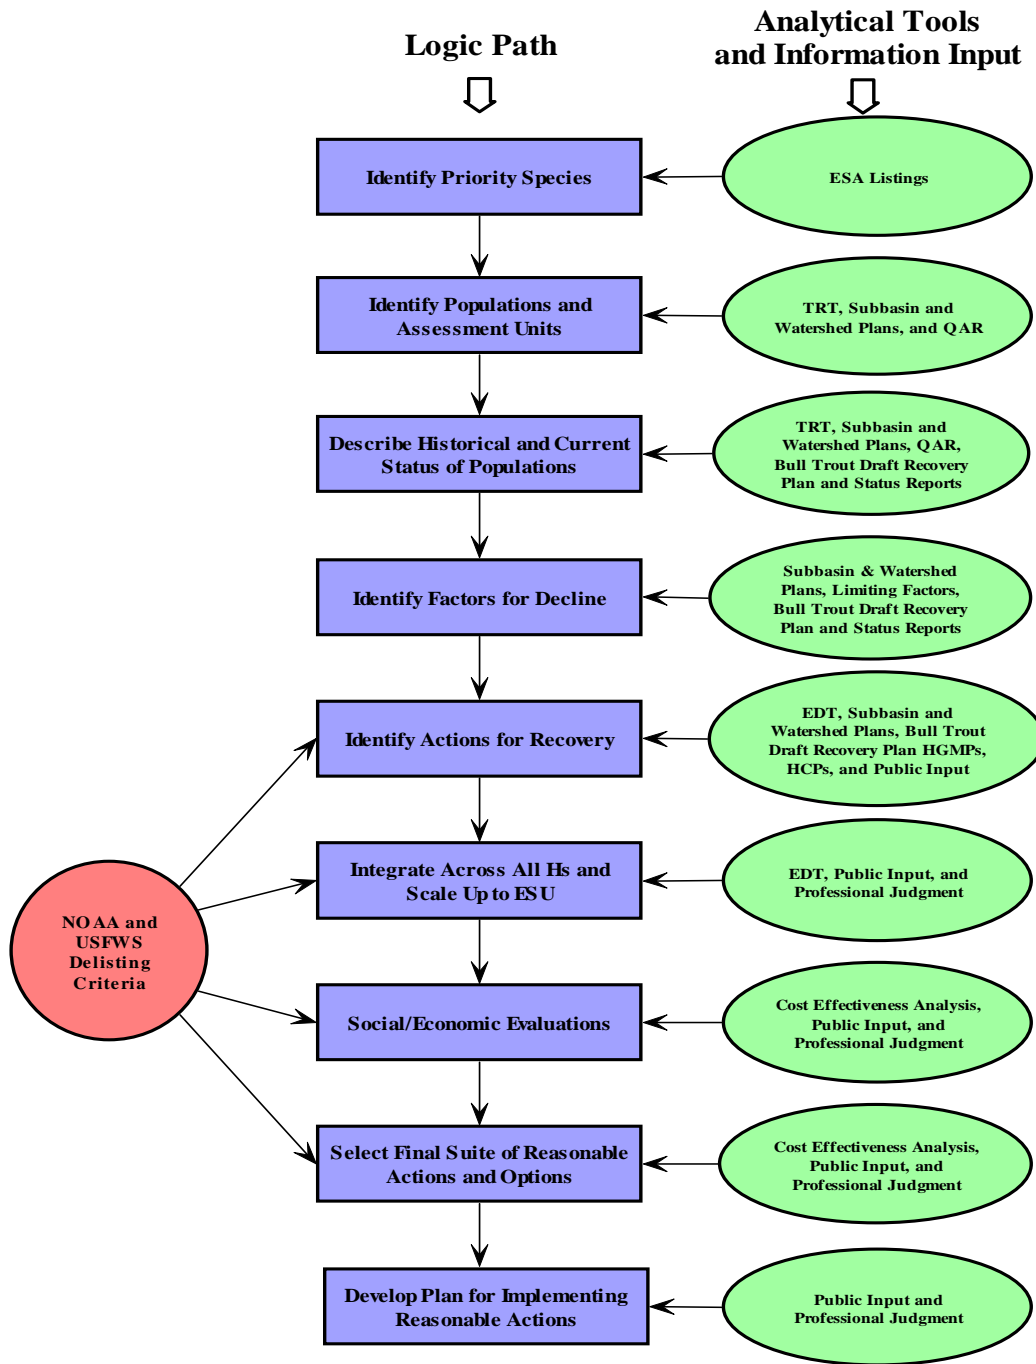 Logic Path
Analytical Tools
and Information Input
Identify Priority Species
ESA Listings
Identify Populations and
Assessment Units
TRT, Subbasin and
Watershed Plans, and QAR
Describe Historical and Current
Status of Populations
TRT, Subbasin and
Watershed Plans, QAR,
Bull Trout Draft Recovery
Plan and Status Reports
Identify Factors for Decline
Subbasin & Watershed
Plans, Limiting Factors,
Bull Trout Draft Recovery
Plan and Status Reports
Identify Actions for Recovery
EDT, Subbasin and
Watershed Plans, Bull Trout
Draft Recovery Plan HGMPs,
HCPs, and Public Input
Integrate Across All Hs and
Scale Up to ESU
EDT, Public Input, and
Professional Judgment
NOAA and
USFWS
Delisting
Criteria
Social/Economic Evaluations
Cost Effectiveness Analysis,
Public Input, and
Professional Judgment
Select Final Suite of Reasonable
Actions and Options
Cost Effectiveness Analysis,
Public Input, and
Professional Judgment
Develop Plan for Implementing
Reasonable Actions
Public Input and
Professional Judgment